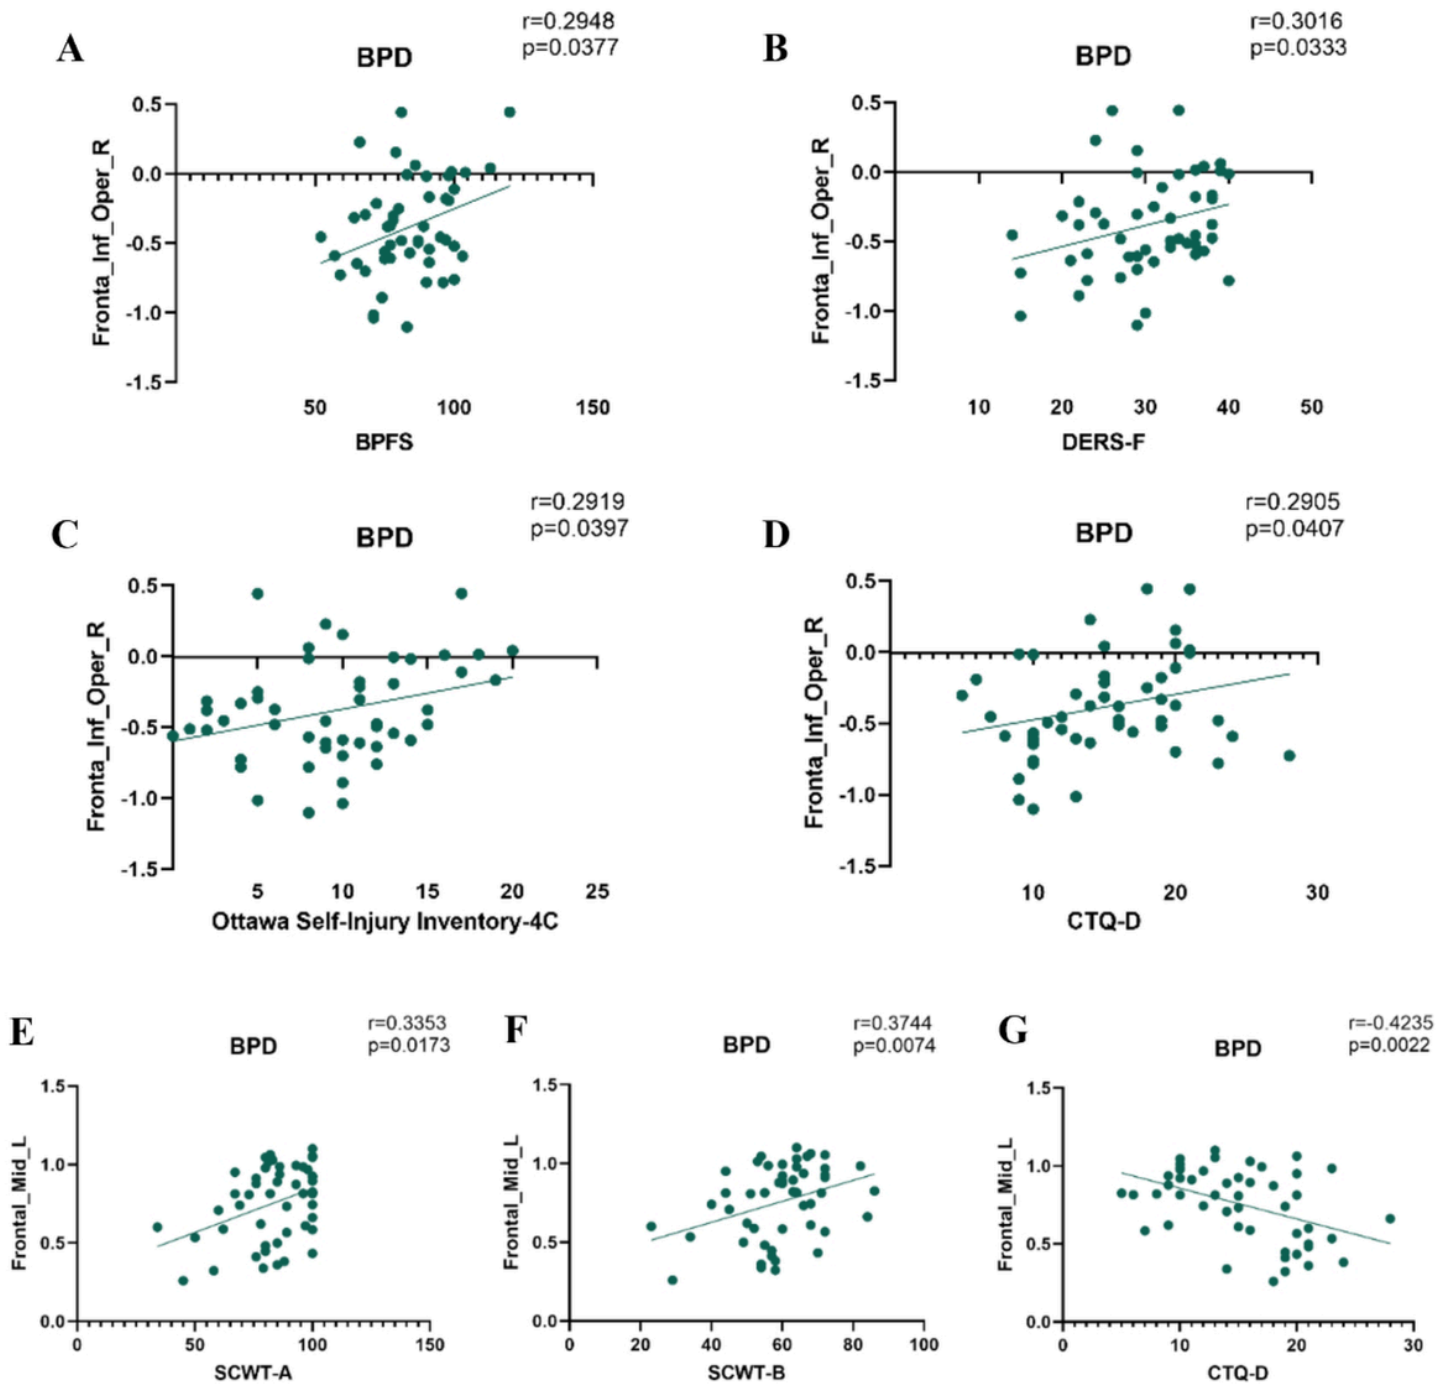 A
BPD
r=0.2948
p=0.0377
Fronta_Inf_Oper_R
0.5
0.0
-0.5
-1.0
-1.5
50 100 150
BPFS
B
BPD
r=0.3016
p=0.0333
Fronta_Inf_Oper_R
0.5
0.0
-0.5
-1.0
-1.5
10 20 30 40 50
DERS-F
C
BPD
r=0.2919
p=0.0397
Fronta_Inf_Oper_R
0.5
0.0
-0.5
-1.0
-1.5
5 10 15 20 25
Ottawa Self-Injury Inventory-4C
D
BPD
r=0.2905
p=0.0407
Fronta_Inf_Oper_R
0.5
0.0
-0.5
-1.0
-1.5
10 20 30
CTQ-D
E
BPD
r=0.3353
p=0.0173
Frontal_Mid_L
1.5
1.0
0.5
0.0
0 50 100 150
SCWT-A
F
BPD
r=0.3744
p=0.0074
Frontal_Mid_L
1.5
1.0
0.5
0.0
0 20 40 60 80 100
SCWT-B
G
BPD
r=-0.4235
p=0.0022
Frontal_Mid_L
1.5
1.0
0.5
0.0
0 10 20 30
CTQ-D